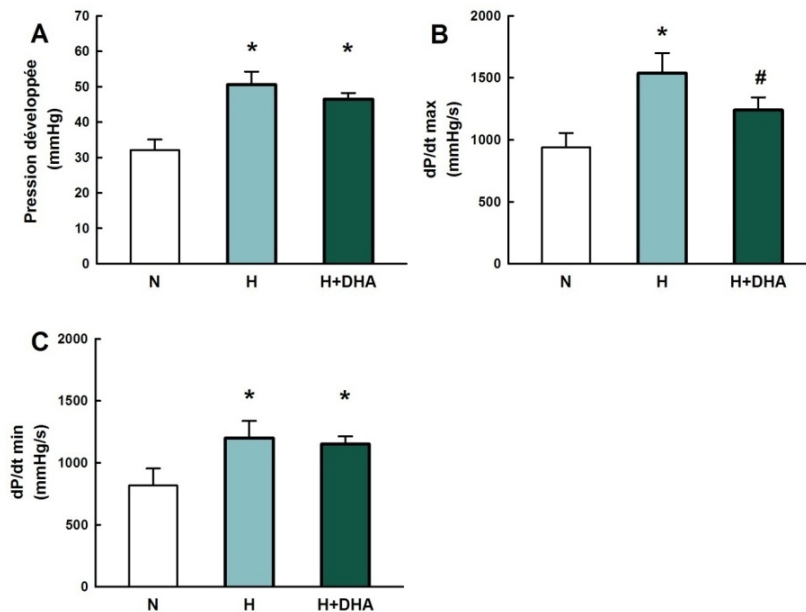 A
Pression développée
(mmHg)
70
60
50
40
30
20
10
0
* *
N H H+DHA
B
dP/dt max
(mmHg/s)
2000
1500
1000
500
0
* #
N H H+DHA
C
dP/dt min
(mmHg/s)
2000
1500
1000
500
0
* *
N H H+DHA